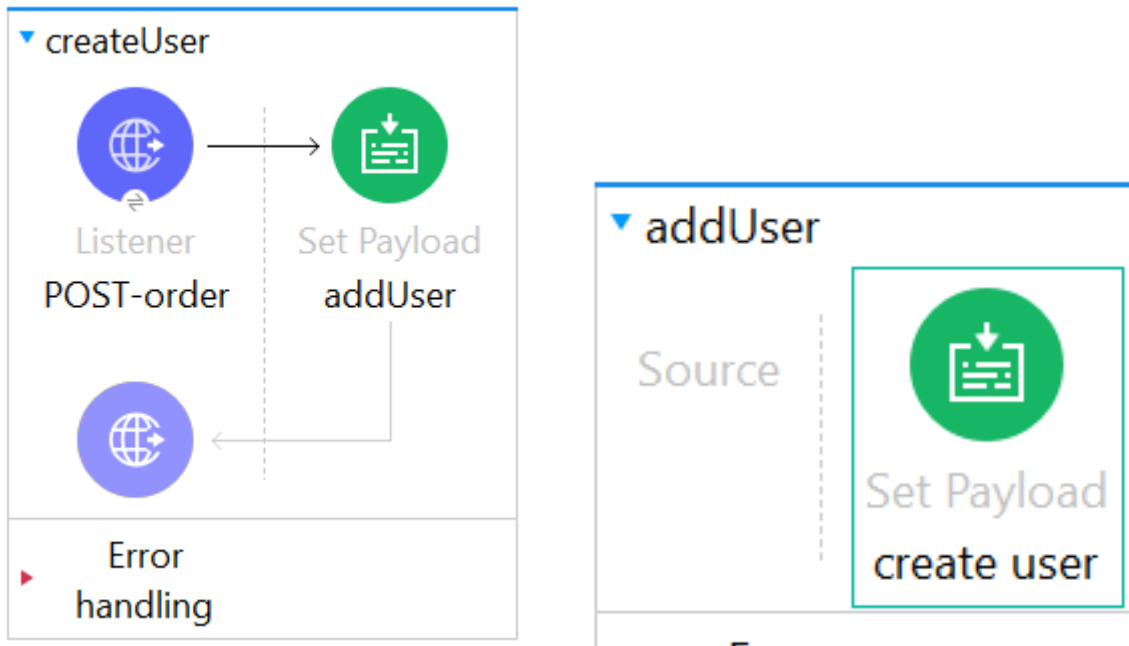 createUser
Listener
Set Payload
POST-order
addUser
Error
handling
addUser
Source
Set Payload
create user